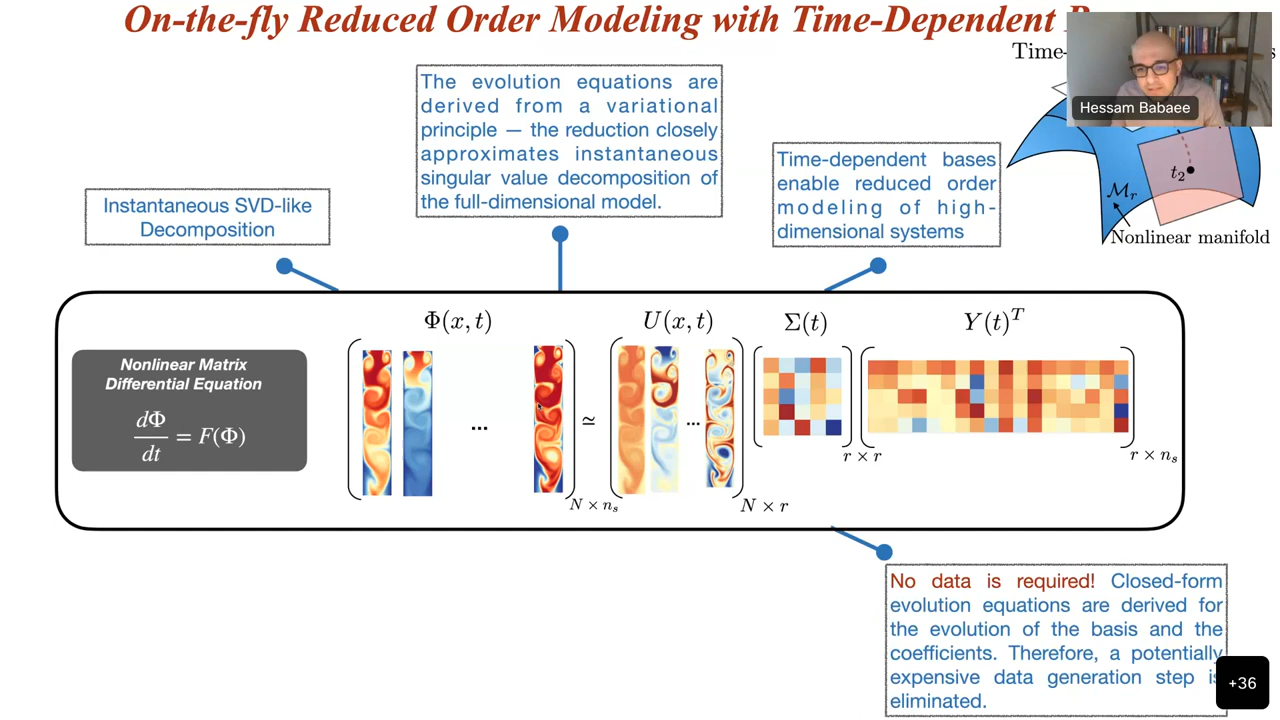 On-the-fly Reduced Order Modeling with Time-Dependent
Time-
Hessam Babaee
t₂
ℳᵣ
Nonlinear manifold
The evolution equations are
derived from a variational
principle — the reduction closely
approximates instantaneous
singular value decomposition of
the full-dimensional model.
Time-dependent bases
enable reduced order
modeling of high-
dimensional systems
Instantaneous SVD-like
Decomposition
Nonlinear Matrix
Differential Equation
dΦ/dt = F(Φ)
Φ(x, t) U(x, t) Σ(t) Y(t)ᵀ
... ≃ ...
N × nₛ N × r r × r r × nₛ
No data is required! Closed-form
evolution equations are derived for
the evolution of the basis and the
coefficients. Therefore, a potentially
expensive data generation step
eliminated.
+36